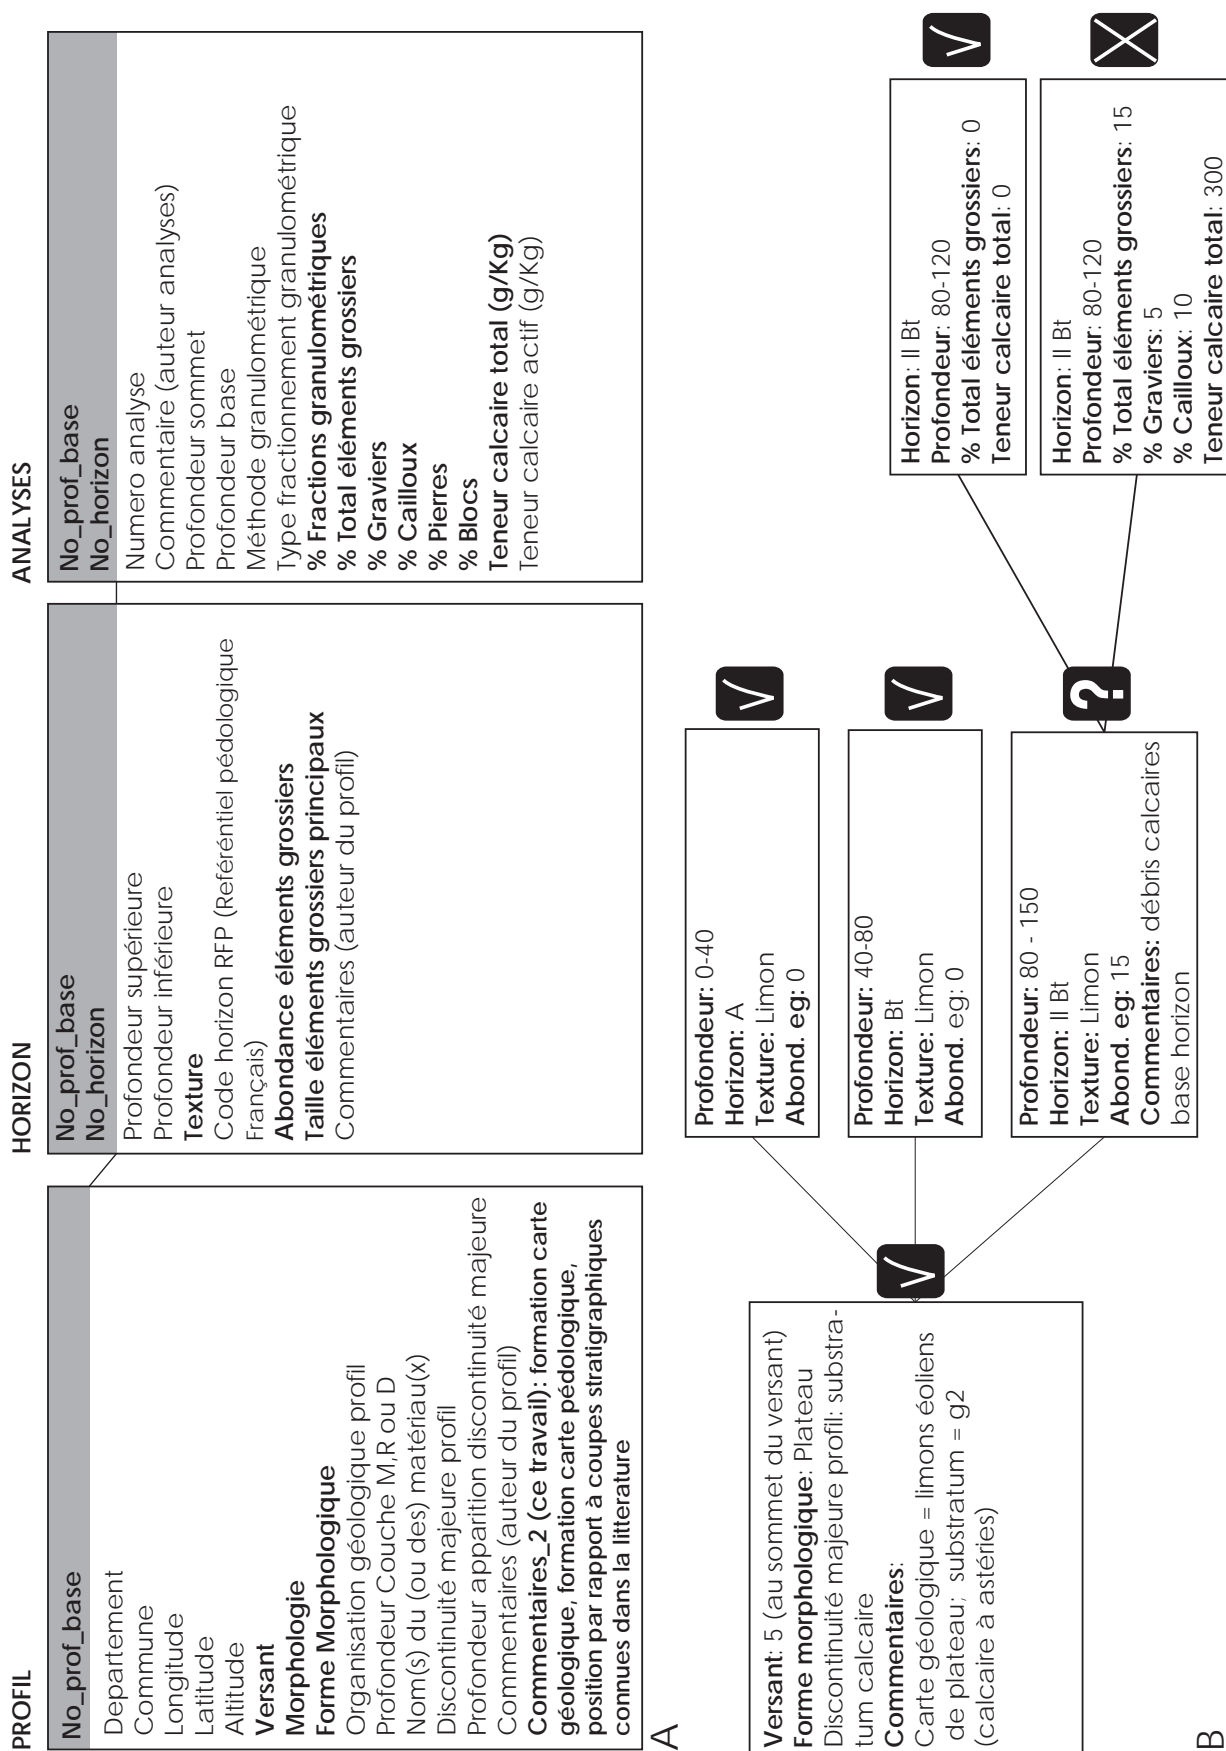 PROFIL
No_prof_base
Departement
Commune
Longitude
Latitude
Altitude
Versant
Morphologie
Forme Morphologique
Organisation géologique profil
Profondeur Couche M,R ou D
Nom(s) du (ou des) matériau(x)
Discontinuité majeure profil
Profondeur apparition discontinuité majeure
Commentaires (auteur du profil)
Commentaires_2 (ce travail): formation carte
géologique, formation carte pédologique,
position par rapport à coupes stratigraphiques
connues dans la litterature
HORIZON
No_prof_base
No_horizon
Profondeur supérieure
Profondeur inférieure
Texture
Code horizon RFP (Référéntiel pédologique
Français)
Abondance éléments grossiers
Taille éléments grossiers principaux
Commentaires (auteur du profil)
ANALYSES
No_prof_base
No_horizon
Numero analyse
Commentaire (auteur analyses)
Profondeur sommet
Profondeur base
Méthode granulométrique
Type fractionnement granulométrique
% Fractions granulométriques
% Total éléments grossiers
% Graviers
% Cailloux
% Pierres
% Blocs
Teneur calcaire total (g/Kg)
Teneur calcaire actif (g/Kg)
A
Versant: 5 (au sommet du versant)
Forme morphologique: Plateau
Discontinuité majeure profil: substra-
tum calcaire
Commentaires:
Carte géologique = limons éoliens
de plateau; substratum = g2
(calcaire à astéries)
Profondeur: 0-40
Horizon: A
Texture: Limon
Abond. eg: 0
Profondeur: 40-80
Horizon: Bt
Texture: Limon
Abond. eg: 0
Profondeur: 80 - 150
Horizon: II Bt
Texture: Limon
Abond. eg: 15
Commentaires: débris calcaires
base horizon
?
Horizon: II Bt
Profondeur: 80-120
% Total éléments grossiers: 0
Teneur calcaire total: 0
Horizon: II Bt
Profondeur: 80-120
% Total éléments grossiers: 15
% Graviers: 5
% Cailloux: 10
Teneur calcaire total: 300
B